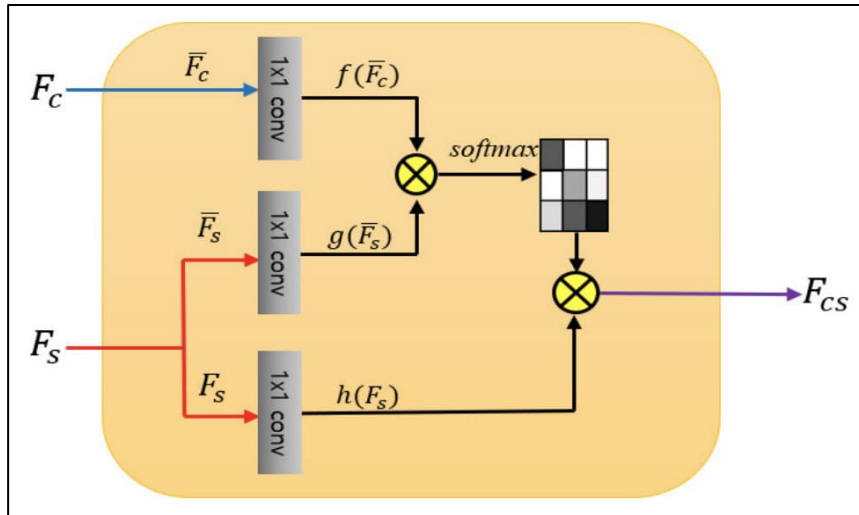 F̅c
1x1 conv
f(F̅c)
Fc
softmax
F̅s
1x1 conv
g(F̅s)
Fcs
Fs
Fs
1x1 conv
h(Fs)